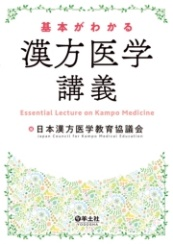 基本がわかる
漢方医学
講義
Essential Lecture on Kampo Medicine
日本漢方医学教育協議会
Japan Council for Kampo Medical Education
羊土社
YODOSHA